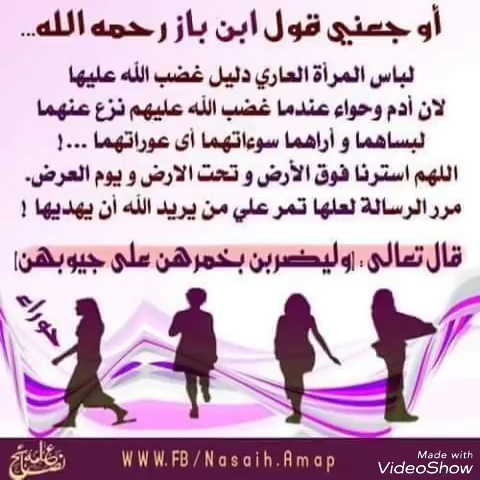 أوجعني قول ابن باز رحمه الله...
لباس المرأة العاري دليل غضب الله عليها
لان أدم وحواء عندما غضب الله عليهم نزع عنهما
لبسهما و أراهما سوءاتهما أى عوراتهما ...!
اللهم استرنا فوق الأرض و تحت الارض و يوم العرض.
مرر الرسالة لعلها تمر علي من يريد الله أن يهديها !
قال تعالى : [وليضربن بخمرهن على جيوبهن]
حوراء
WWW.FB/Nasaih.Amap
Made with
VideoShow